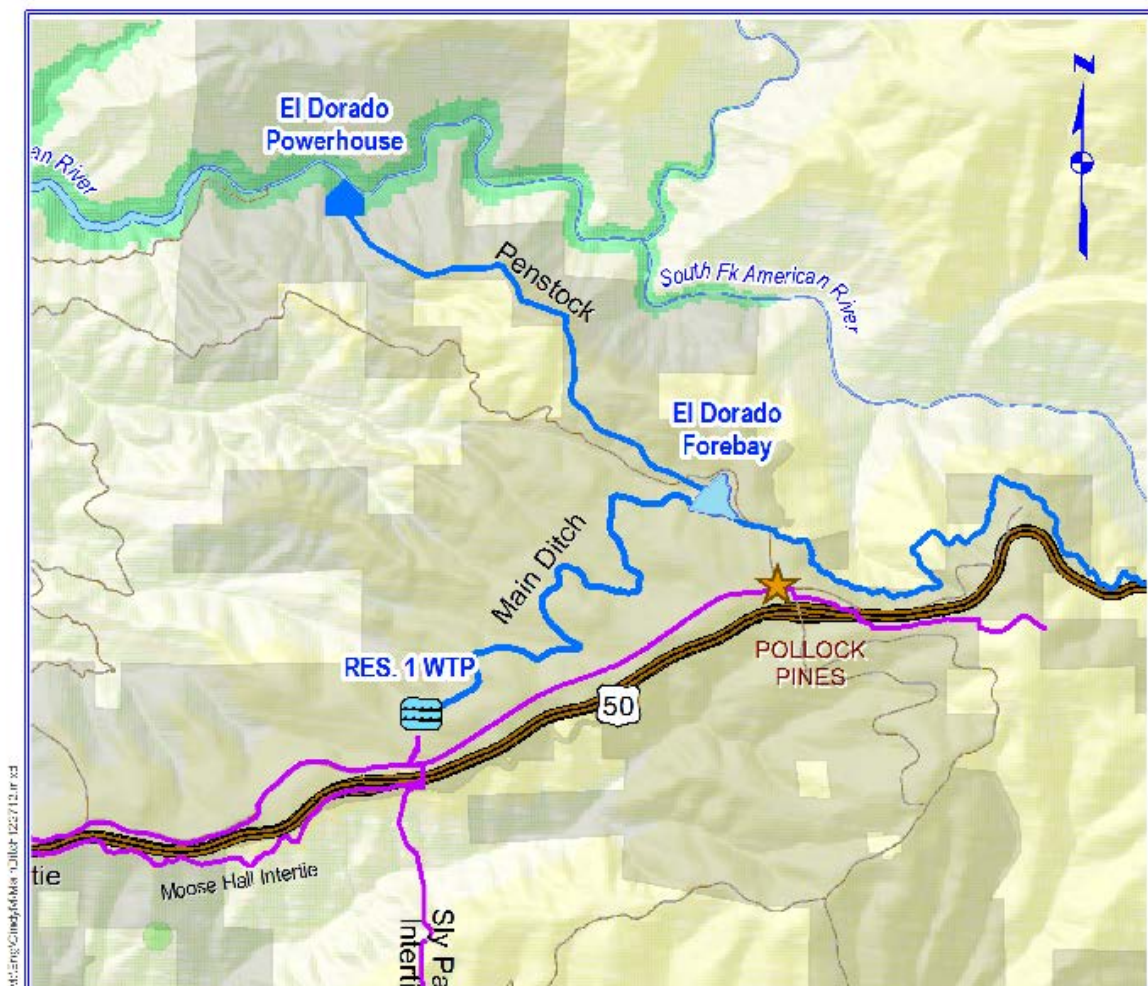 El Dorado
Powerhouse
N
an River
Penstock
South Fk American River
El Dorado
Forebay
Main Ditch
RES. 1 WTP
POLLOCK
PINES
50
tie
Moose Hall Intertie
Sly Pa
Interti